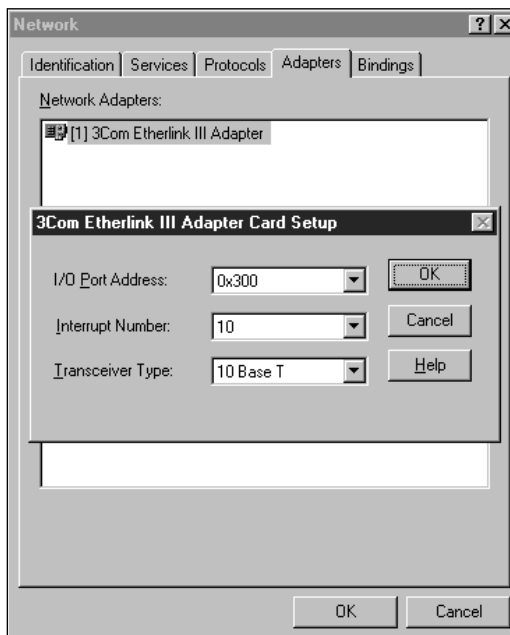 Network
Identification Services Protocols Adapters Bindings
Network Adapters:
[1] 3Com Etherlink III Adapter
3Com Etherlink III Adapter Card Setup
I/O Port Address: 0x300 OK
Interrupt Number: 10 Cancel
Transceiver Type: 10 Base T Help
OK Cancel